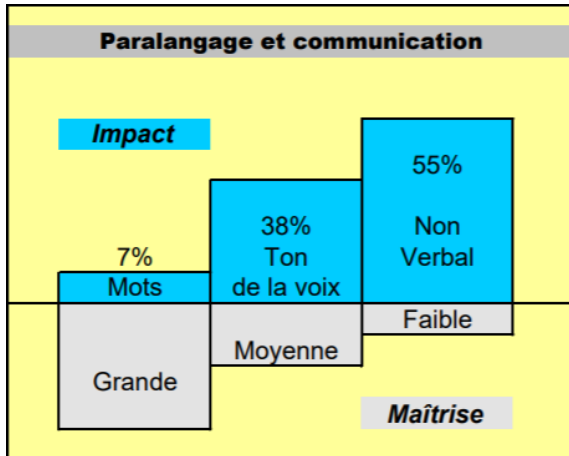 Paralangage et communication
Impact
7%
Mots
38%
Ton
de la voix
55%
Non
Verbal
Grande
Moyenne
Faible
Maîtrise